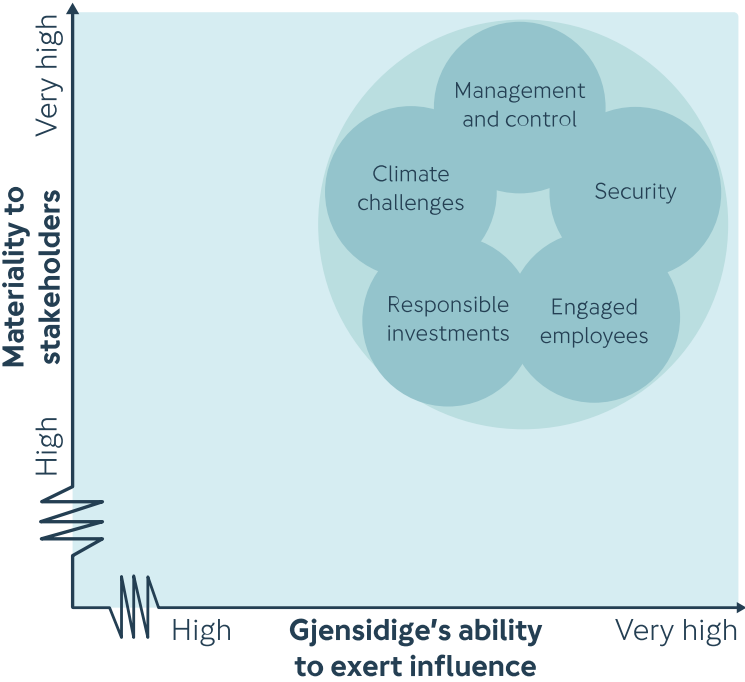 Very high
Materiality to
stakeholders
High
Management
and control
Climate
challenges
Security
Responsible
investments
Engaged
employees
High
Gjensidige’s ability
to exert influence
Very high